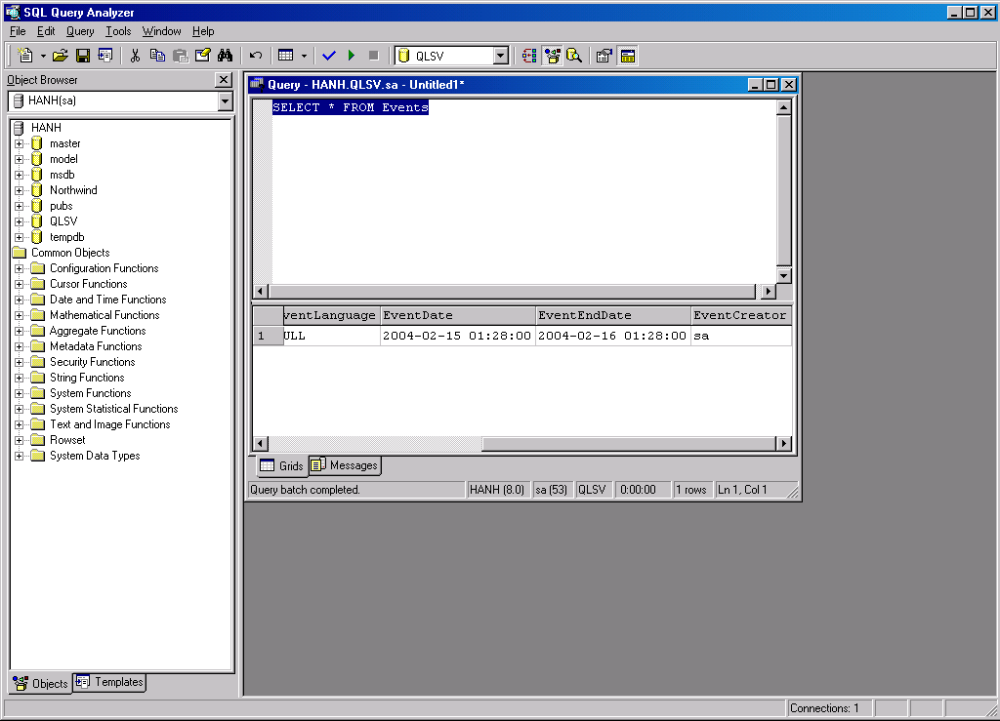 SQL Query Analyzer
File Edit Query Tools Window Help
QLSV
Object Browser
HANH(sa)
HANH
master
model
msdb
Northwind
pubs
QLSV
tempdb
Common Objects
Configuration Functions
Cursor Functions
Date and Time Functions
Mathematical Functions
Aggregate Functions
Metadata Functions
Security Functions
String Functions
System Functions
System Statistical Functions
Text and Image Functions
Rowset
System Data Types
Objects Templates
Query - HANH.QLSV.sa - Untitled1*
SELECT * FROM Events
ventLanguage EventDate EventEndDate EventCreator
1 ULL 2004-02-15 01:28:00 2004-02-16 01:28:00 sa
Grids Messages
Query batch completed. HANH (8.0) sa (53) QLSV 0:00:00 1 rows Ln 1, Col 1
Connections: 1